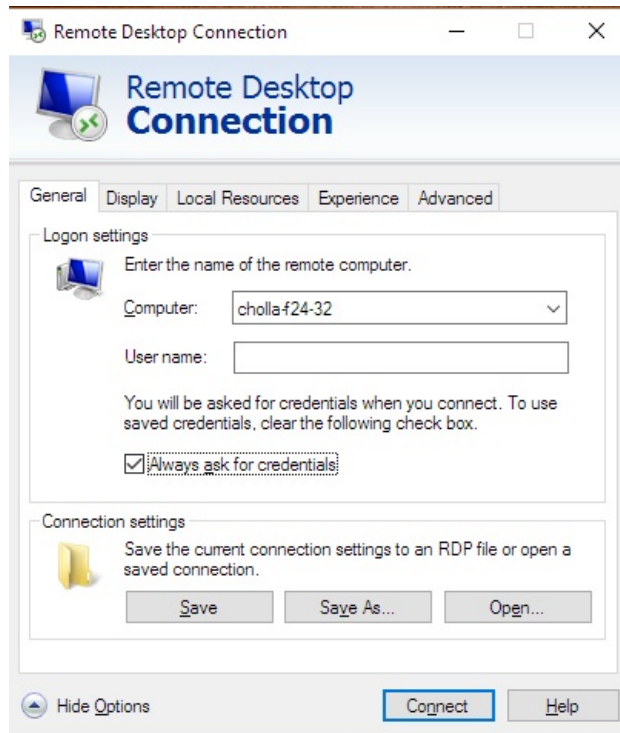 Remote Desktop Connection
Remote Desktop
Connection
General Display Local Resources Experience Advanced
Logon settings
Enter the name of the remote computer.
Computer: cholla-f24-32
User name:
You will be asked for credentials when you connect. To use
saved credentials, clear the following check box.
Always ask for credentials
Connection settings
Save the current connection settings to an RDP file or open a
saved connection.
Save Save As... Open...
Hide Options Connect Help